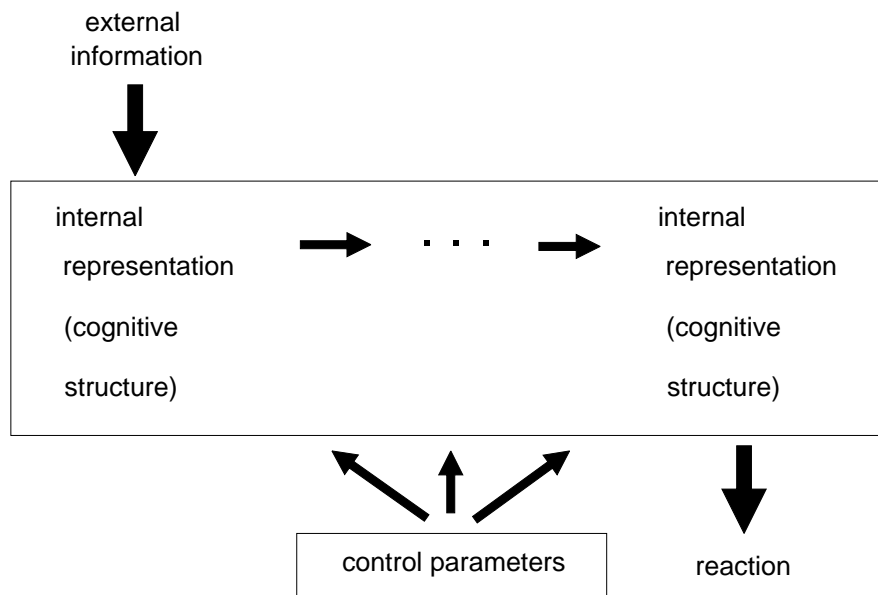 external
information
internal
representation
(cognitive
structure)
. . .
internal
representation
(cognitive
structure)
control parameters
reaction